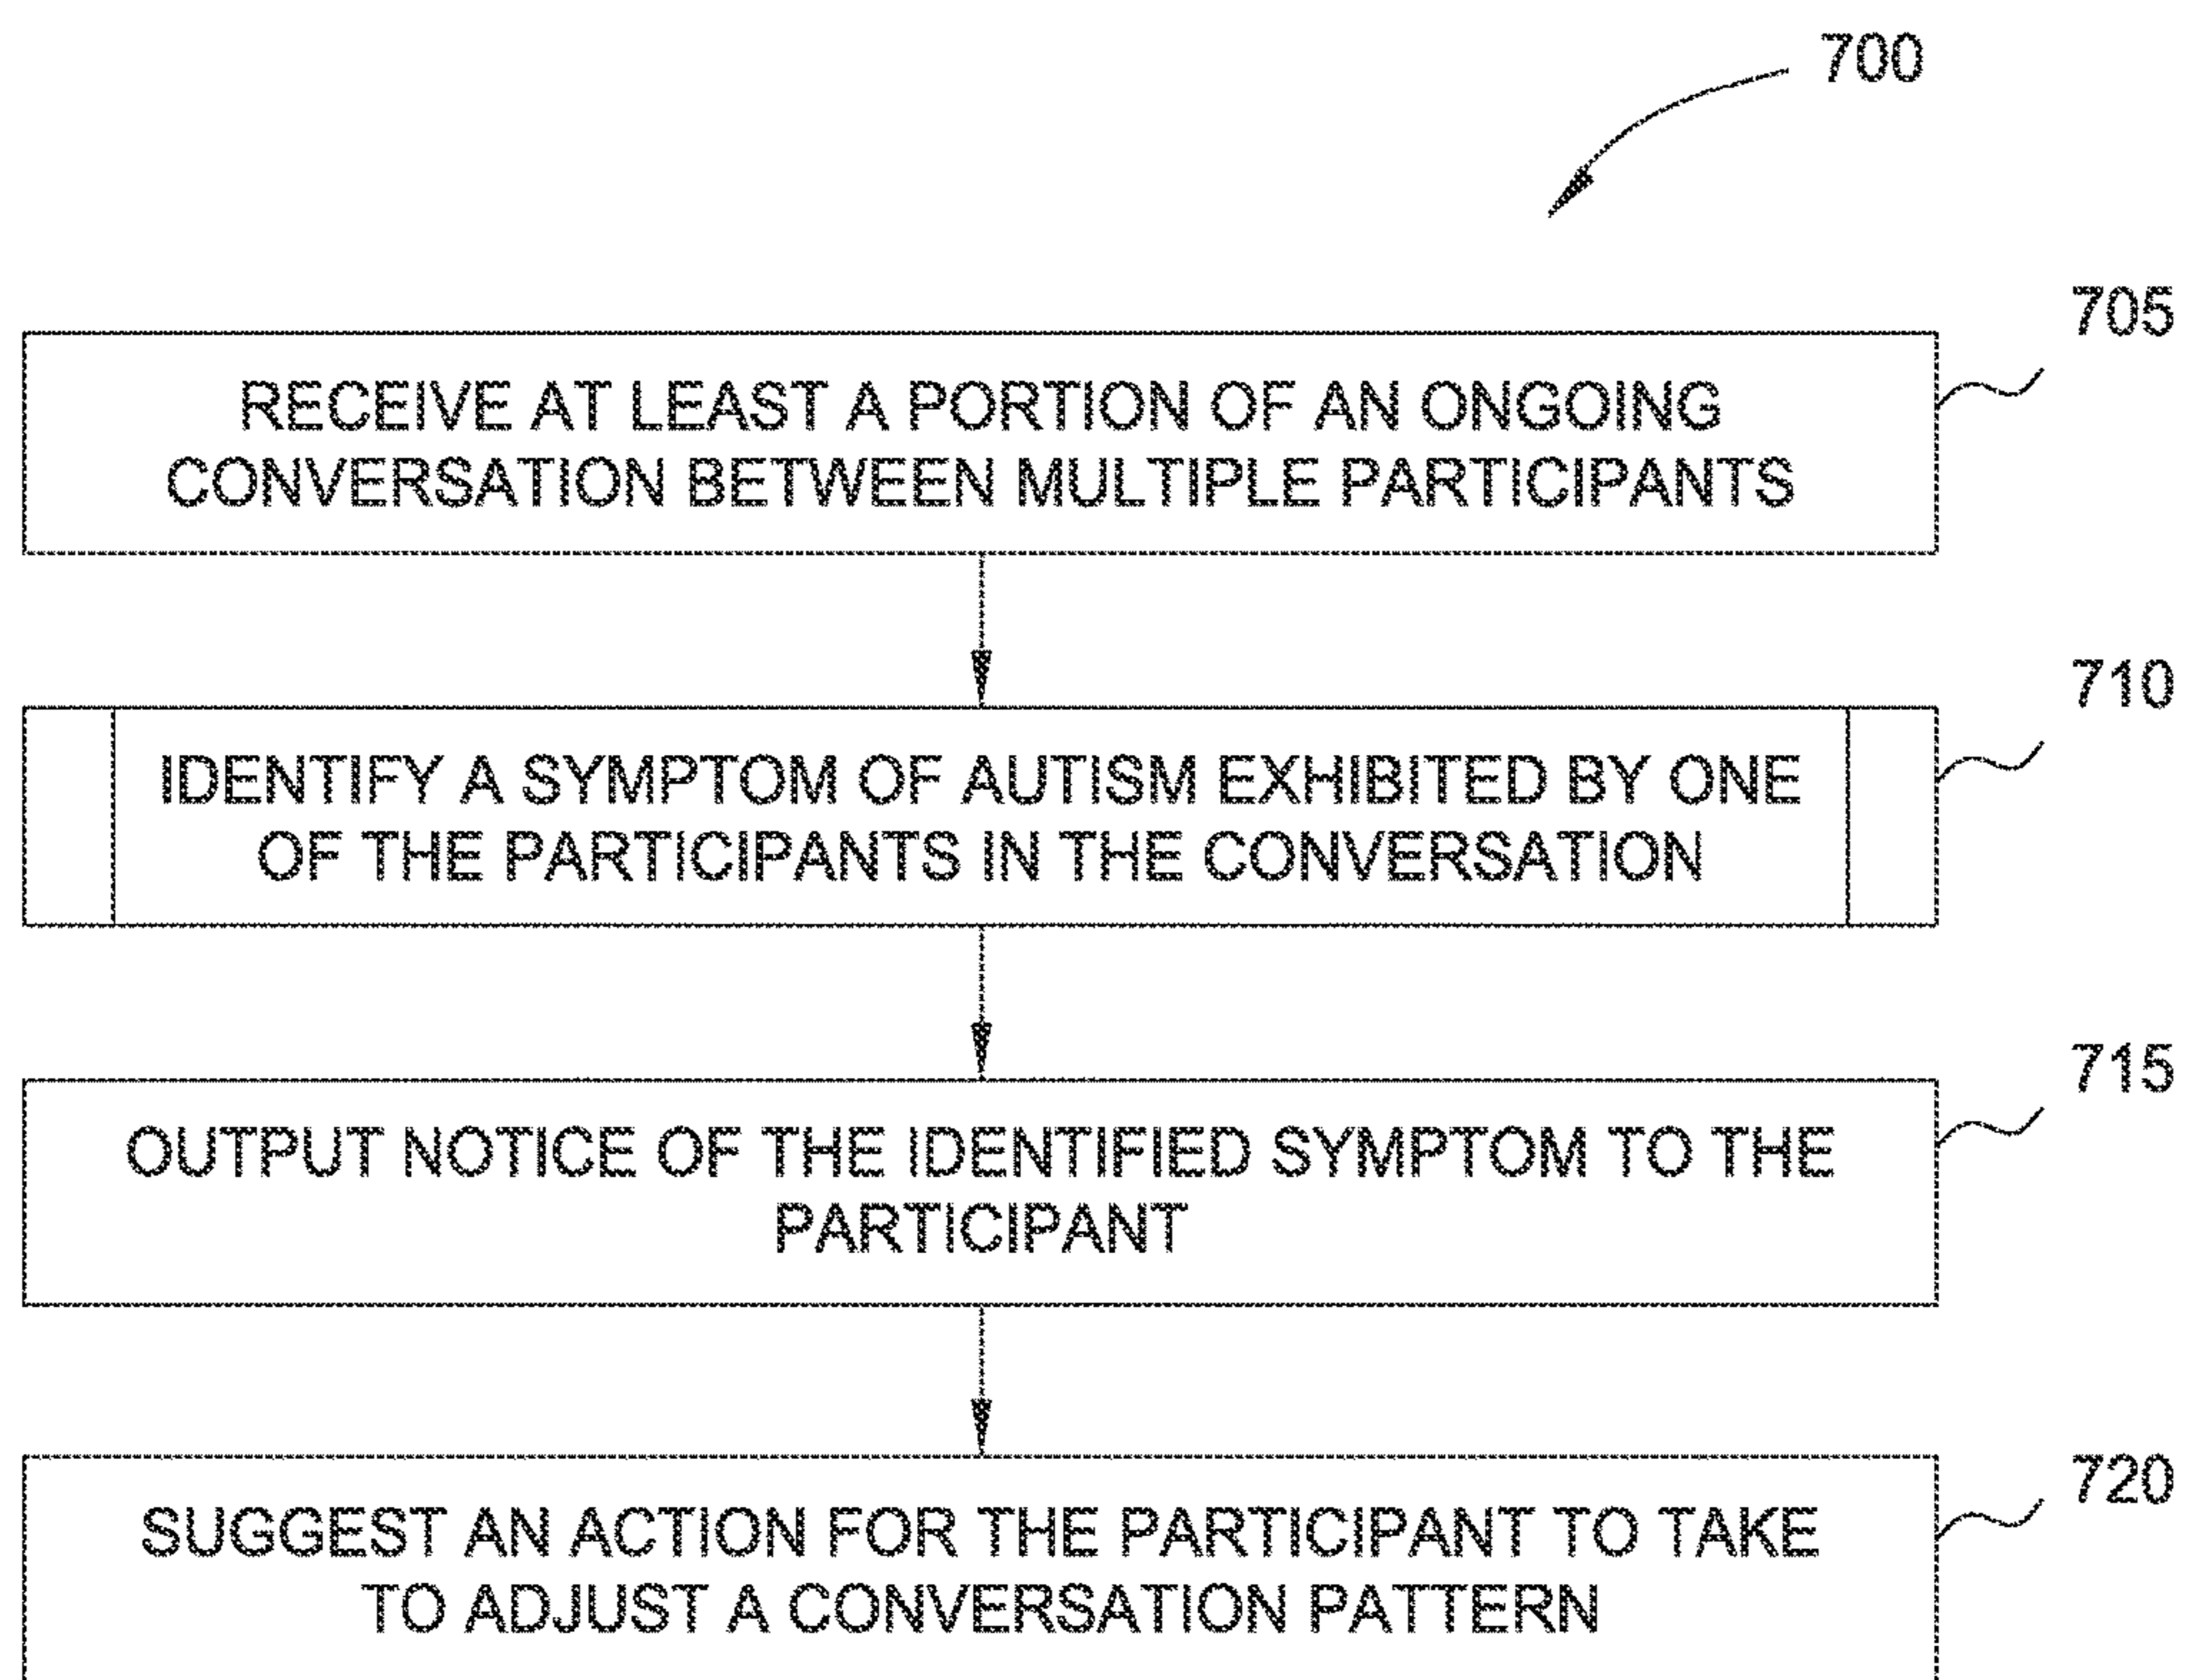 700
705
RECEIVE AT LEAST A PORTION OF AN ONGOING
CONVERSATION BETWEEN MULTIPLE PARTICIPANTS
710
IDENTIFY A SYMPTOM OF AUTISM EXHIBITED BY ONE
OF THE PARTICIPANTS IN THE CONVERSATION
715
OUTPUT NOTICE OF THE IDENTIFIED SYMPTOM TO THE
PARTICIPANT
720
SUGGEST AN ACTION FOR THE PARTICIPANT TO TAKE
TO ADJUST A CONVERSATION PATTERN